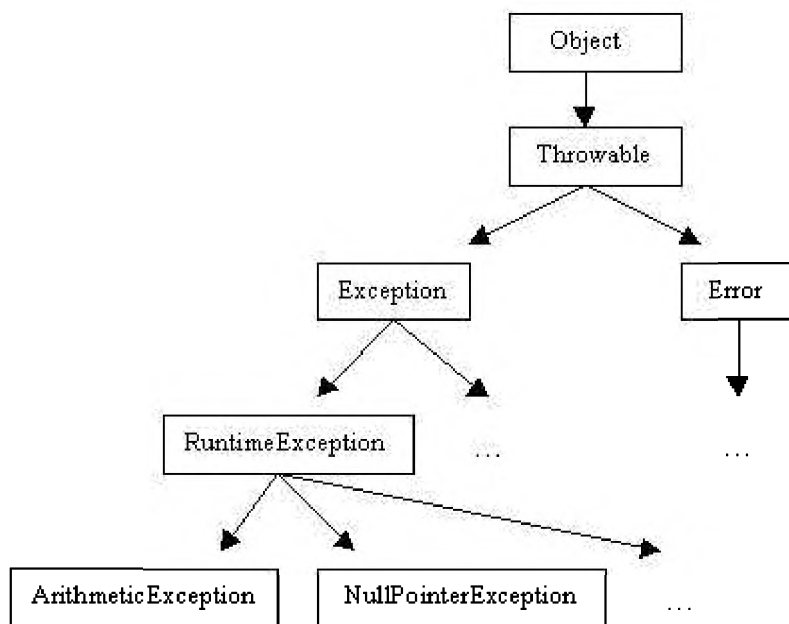 Object
Throwable
Exception
Error
RuntimeException
...
...
ArithmeticException
NullPointerException
...